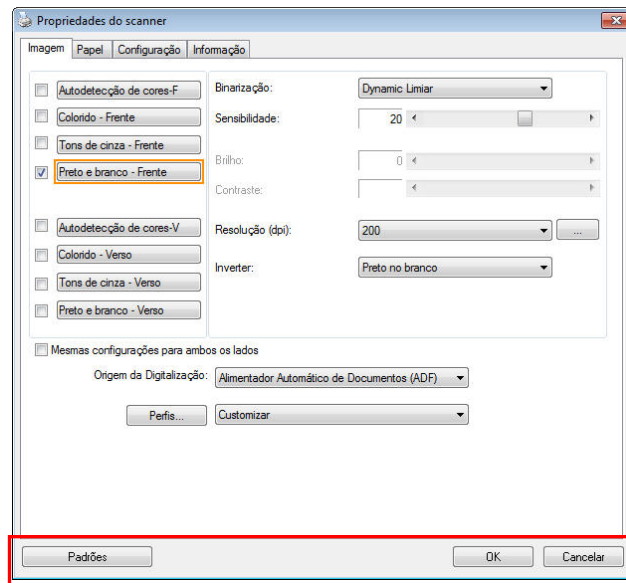 Propriedades do scanner
Imagem Papel Configuração Informação
Autodetecção de cores-F
Colorido - Frente
Tons de cinza - Frente
Preto e branco - Frente
Autodetecção de cores-V
Colorido - Verso
Tons de cinza - Verso
Preto e branco - Verso
Binarização: Dynamic Limiar
Sensibilidade: 20
Brilho: 0
Contraste:
Resolução (dpi): 200 ...
Inverter: Preto no branco
Mesmas configurações para ambos os lados
Origem da Digitalização: Alimentador Automático de Documentos (ADF)
Perfis... Customizar
Padrões OK Cancelar